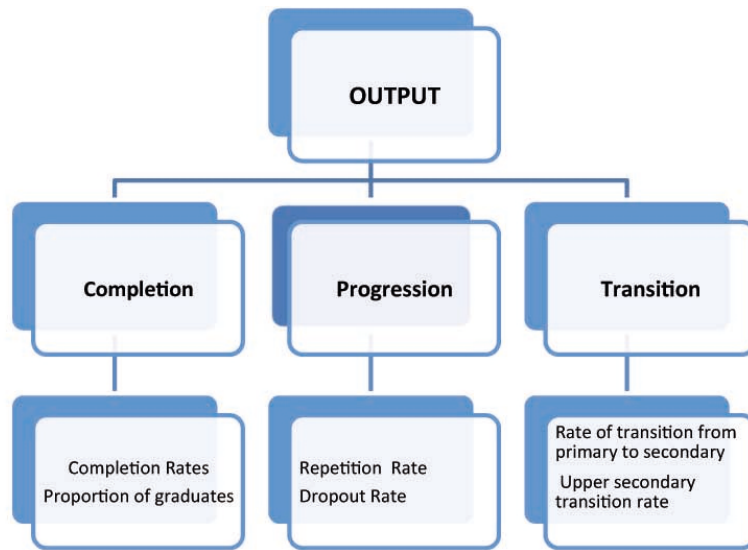 OUTPUT
Completion
Progression
Transition
Completion Rates
Proportion of graduates
Repetition Rate
Dropout Rate
Rate of transition from
primary to secondary
Upper secondary
transition rate